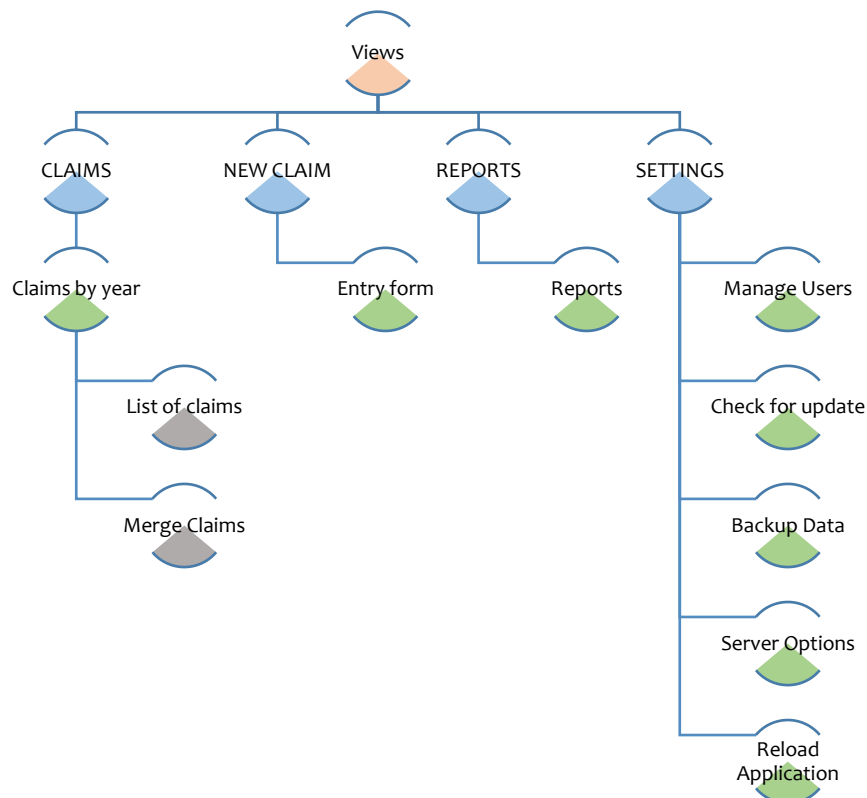 Views
CLAIMS
NEW CLAIM
REPORTS
SETTINGS
Claims by year
Entry form
Reports
Manage Users
List of claims
Check for update
Merge Claims
Backup Data
Server Options
Reload
Application